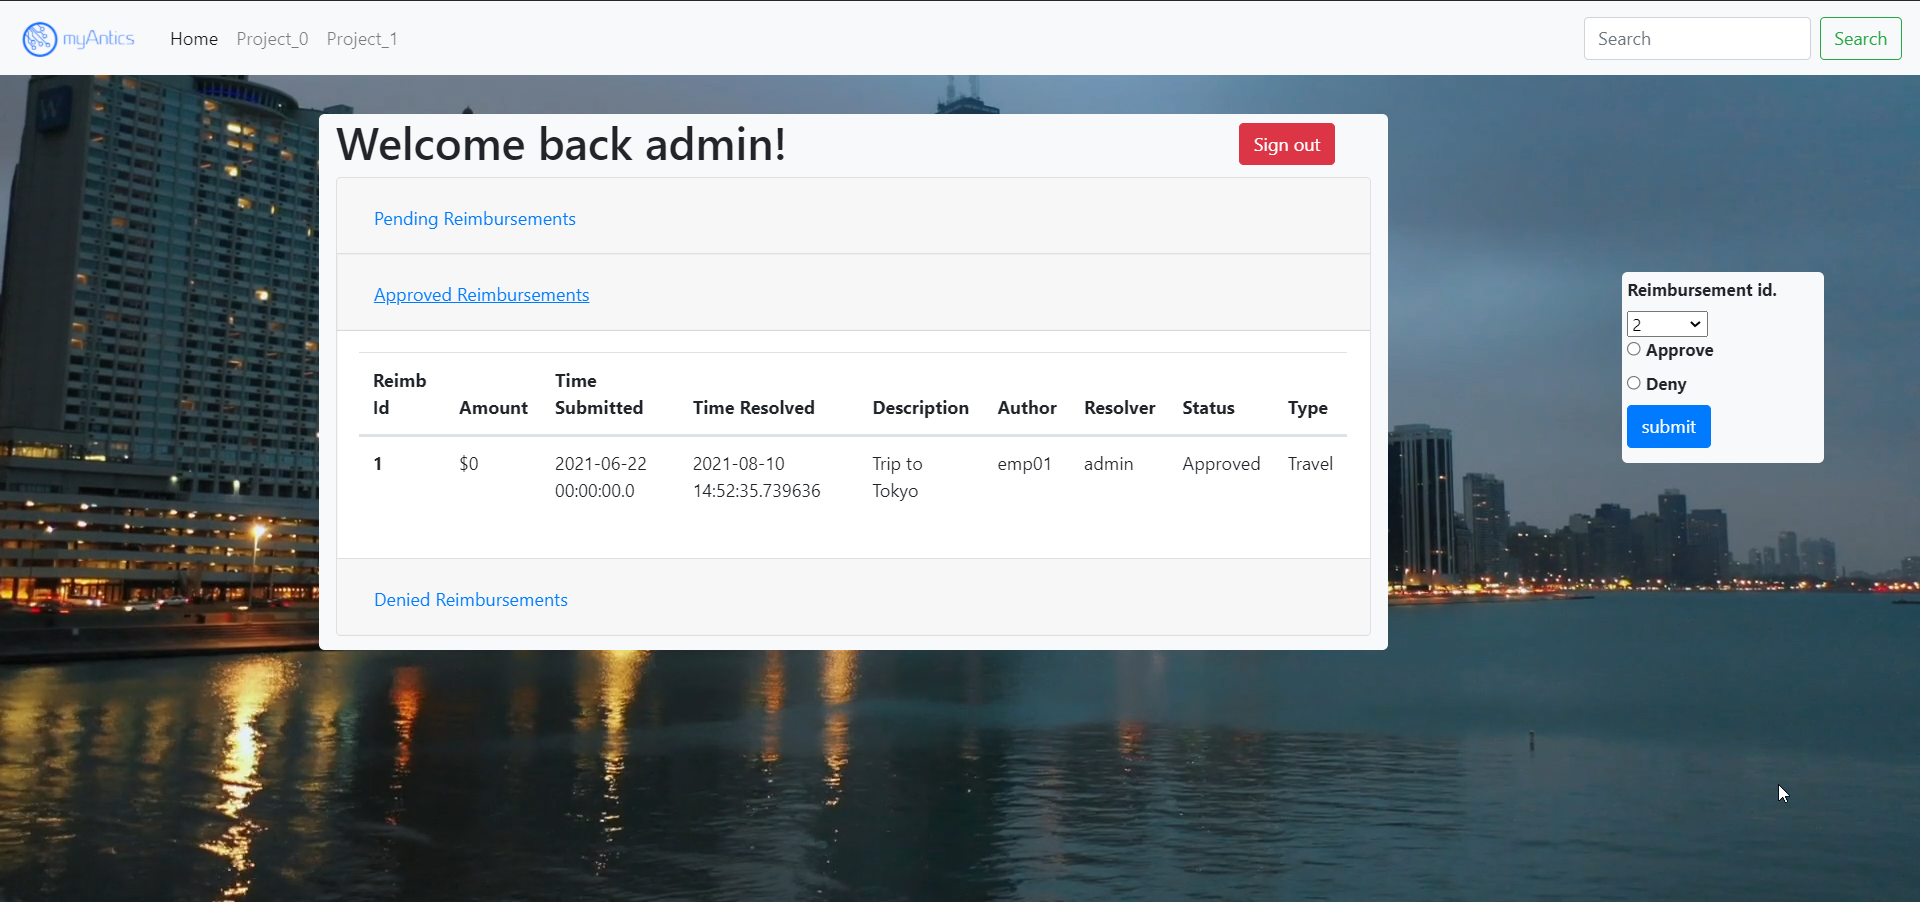 myAntics Home Project_0 Project_1 Search Search
Welcome back admin! Sign out
Pending Reimbursements
Approved Reimbursements
Reimb Id Amount Time Submitted Time Resolved Description Author Resolver Status Type
1 $0 2021-06-22 00:00:00.0 2021-08-10 14:52:35.739636 Trip to Tokyo emp01 admin Approved Travel
Denied Reimbursements
Reimbursement id.
2
Approve
Deny
submit
W